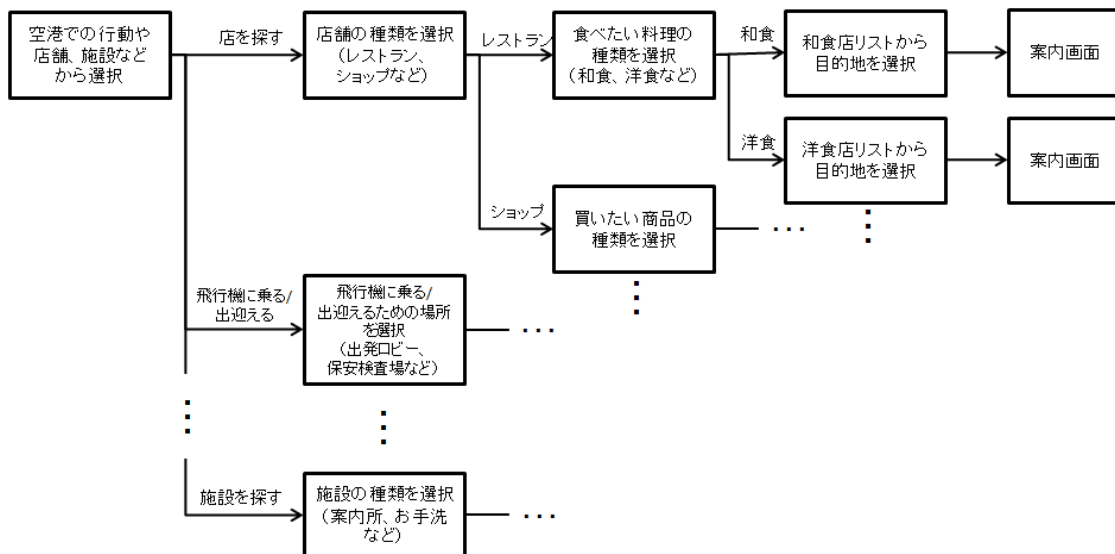 空港での行動や
店舗、施設など
から選択
店を探す
店舗の種類を選択
(レストラン、
ショップなど)
レストラン
食べたい料理の
種類を選択
(和食、洋食など)
和食
和食店リストから
目的地を選択
案内画面
洋食
洋食店リストから
目的地を選択
案内画面
ショップ
買いたい商品の
種類を選択
飛行機に乗る/
出迎える
飛行機に乗る/
出迎えるための場所
を選択
(出発ロビー、
保安検査場など)
施設を探す
施設の種類を選択
(案内所、お手洗
など)